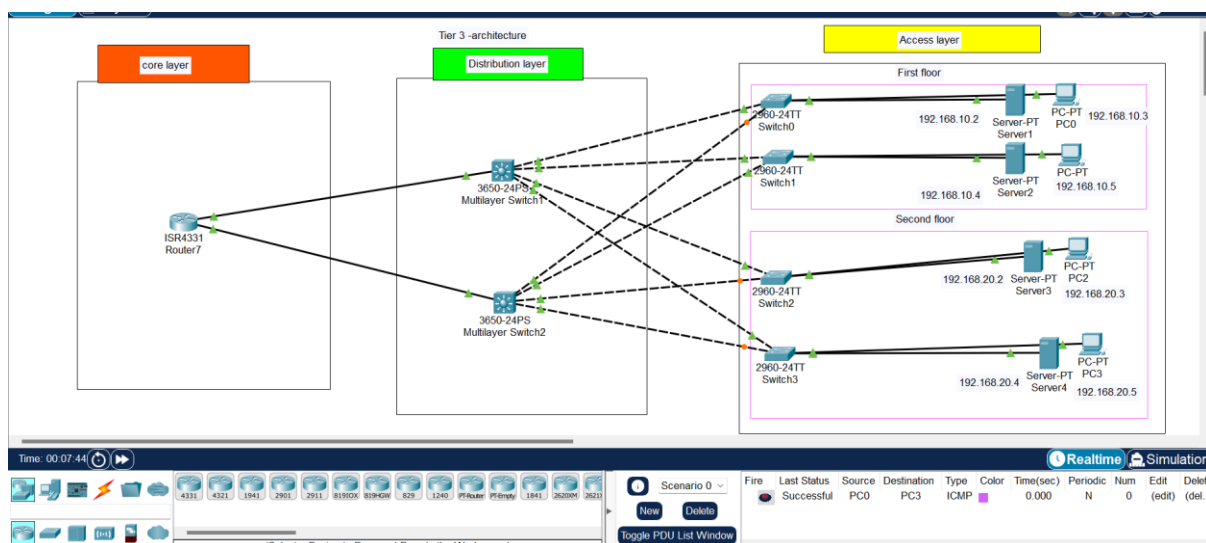 Tier 3 -architecture
core layer
Distribution layer
Access layer
First floor
2960-24TT
Switch0
192.168.10.2
Server-PT
Server1
PC-PT
PC0
192.168.10.3
2960-24TT
Switch1
192.168.10.4
Server-PT
Server2
PC-PT
192.168.10.5
3650-24PS
Multilayer Switch1
ISR4331
Router7
Second floor
2960-24TT
Switch2
192.168.20.2
Server-PT
Server3
PC-PT
PC2
192.168.20.3
3650-24PS
Multilayer Switch2
2960-24TT
Switch3
192.168.20.4
Server-PT
Server4
PC-PT
PC3
192.168.20.5
Time: 00:07:44
Realtime
Simulation
4331 4321 1941 2901 2911 819IOX 819HGW 829 1240 PT-Router PT-Empty 1841 2620XM 2621X
Scenario 0
New
Delete
Toggle PDU List Window
Fire Last Status Source Destination Type Color Time(sec) Periodic Num Edit Delet
Successful PC0 PC3 ICMP 0.000 N 0 (edit) (del.